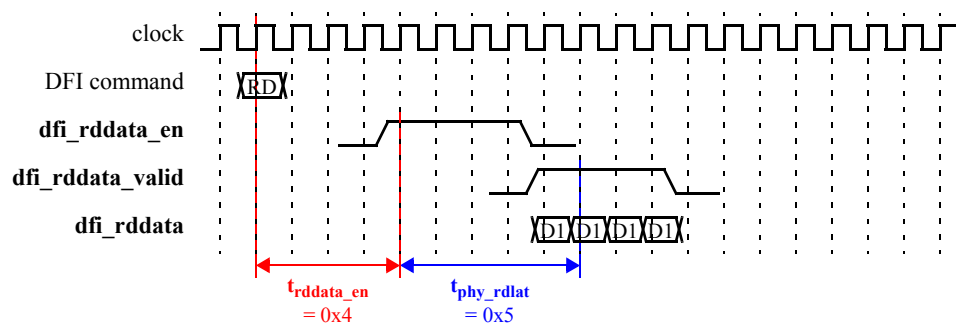 clock
DFI command RD
dfi_rddata_en
dfi_rddata_valid
dfi_rddata D1 D1 D1 D1
trddata_en tphy_rdlat
= 0x4 = 0x5